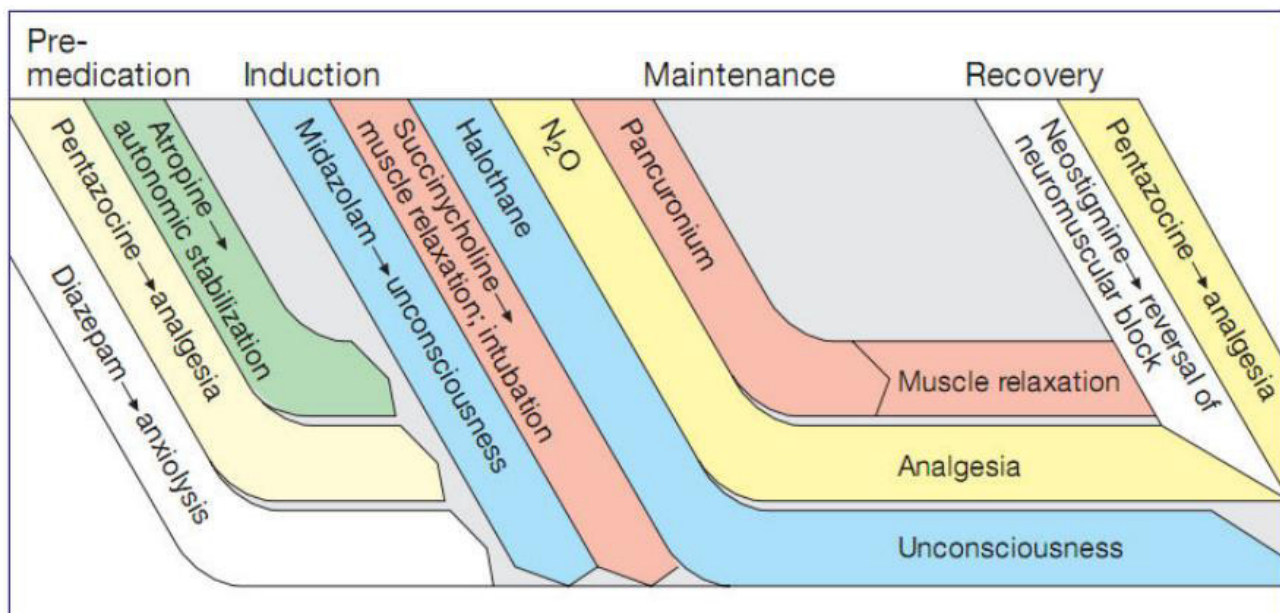 Pre-
medication
Induction
Maintenance
Recovery
Diazepam → anxiolysis
Pentazocine → analgesia
Atropine →
autonomic stabilization
Midazolam → unconsciousness
Succinycholine →
muscle relaxation; intubation
Halothane
N₂O
Pancuronium
Neostigmine → reversal of
neuromuscular block
Pentazocine → analgesia
Muscle relaxation
Analgesia
Unconsciousness